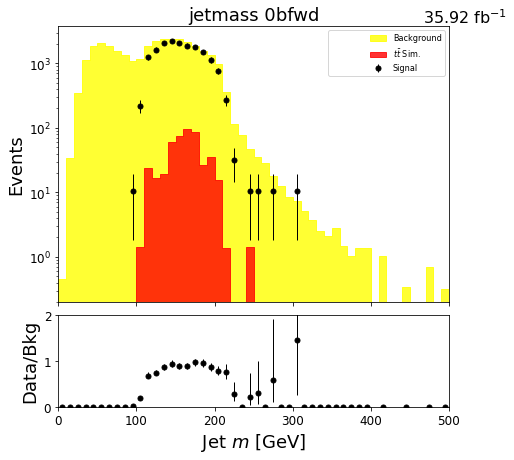 jetmass 0bfwd
35.92 fb⁻¹
Background
tt̄ Sim.
Signal
Events
10³
10²
10¹
10⁰
Data/Bkg
2
1
0
0 100 200 300 400 500
Jet m [GeV]